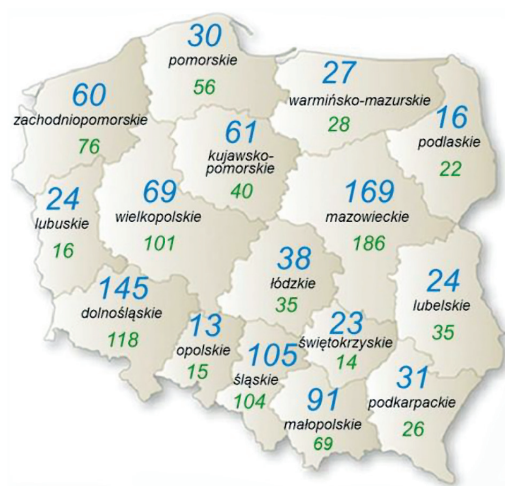 30
pomorskie
56
27
warmińsko-mazurskie
28
60
zachodniopomorskie
76
16
podlaskie
22
61
kujawsko-
pomorskie
40
24
lubuskie
16
69
wielkopolskie
101
169
mazowieckie
186
38
łódzkie
35
24
lubelskie
35
145
dolnośląskie
118
13
opolskie
15
105
śląskie
104
23
świętokrzyskie
14
91
małopolskie
69
31
podkarpackie
26